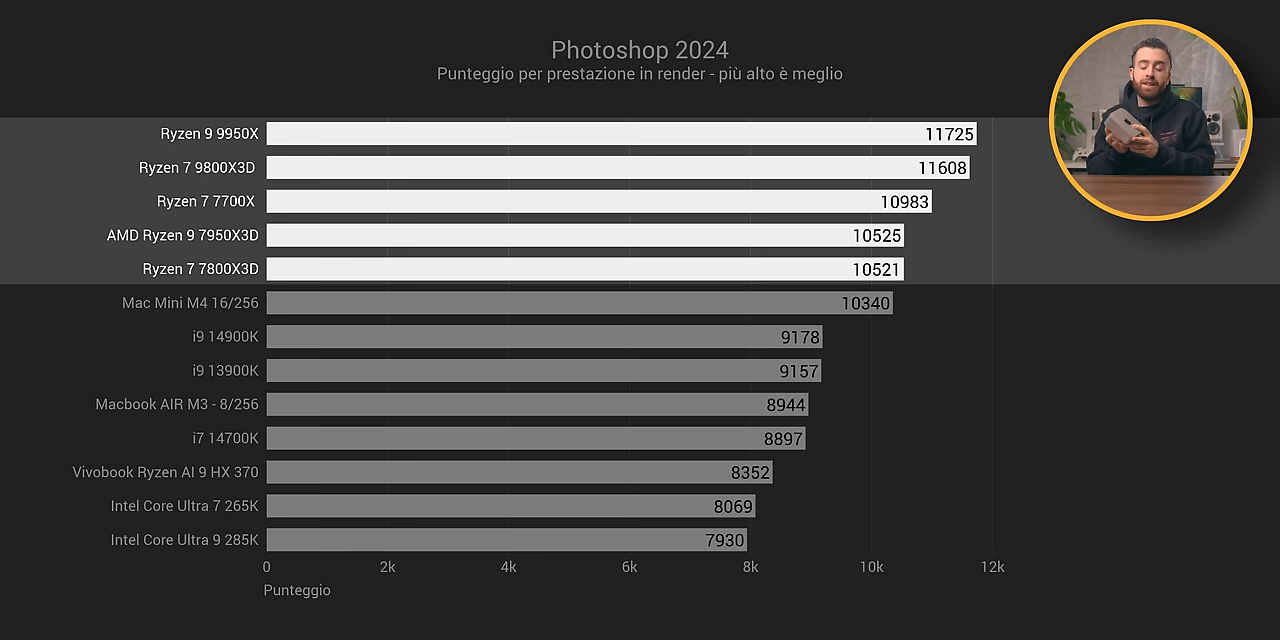 Photoshop 2024
Punteggio per prestazione in render - più alto è meglio
Ryzen 9 9950X 11725
Ryzen 7 9800X3D 11608
Ryzen 7 7700X 10983
AMD Ryzen 9 7950X3D 10525
Ryzen 7 7800X3D 10521
Mac Mini M4 16/256 10340
i9 14900K 9178
i9 13900K 9157
Macbook AIR M3 - 8/256 8944
i7 14700K 8897
Vivobook Ryzen AI 9 HX 370 8352
Intel Core Ultra 7 265K 8069
Intel Core Ultra 9 285K 7930
0 2k 4k 6k 8k 10k 12k
Punteggio